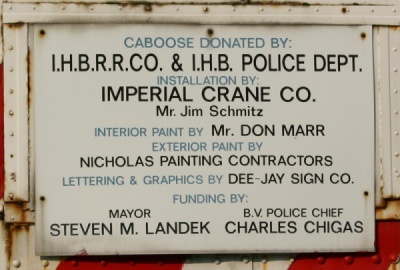 CABOOSE DONATED BY:
I.H.B.R.R.CO. & I.H.B. POLICE DEPT.
INSTALLATION BY:
IMPERIAL CRANE CO.
Mr. Jim Schmitz
INTERIOR PAINT BY Mr. DON MARR
EXTERIOR PAINT BY
NICHOLAS PAINTING CONTRACTORS
LETTERING & GRAPHICS BY DEE-JAY SIGN CO.
FUNDING BY:
MAYOR B.V. POLICE CHIEF
STEVEN M. LANDEK CHARLES CHIGAS